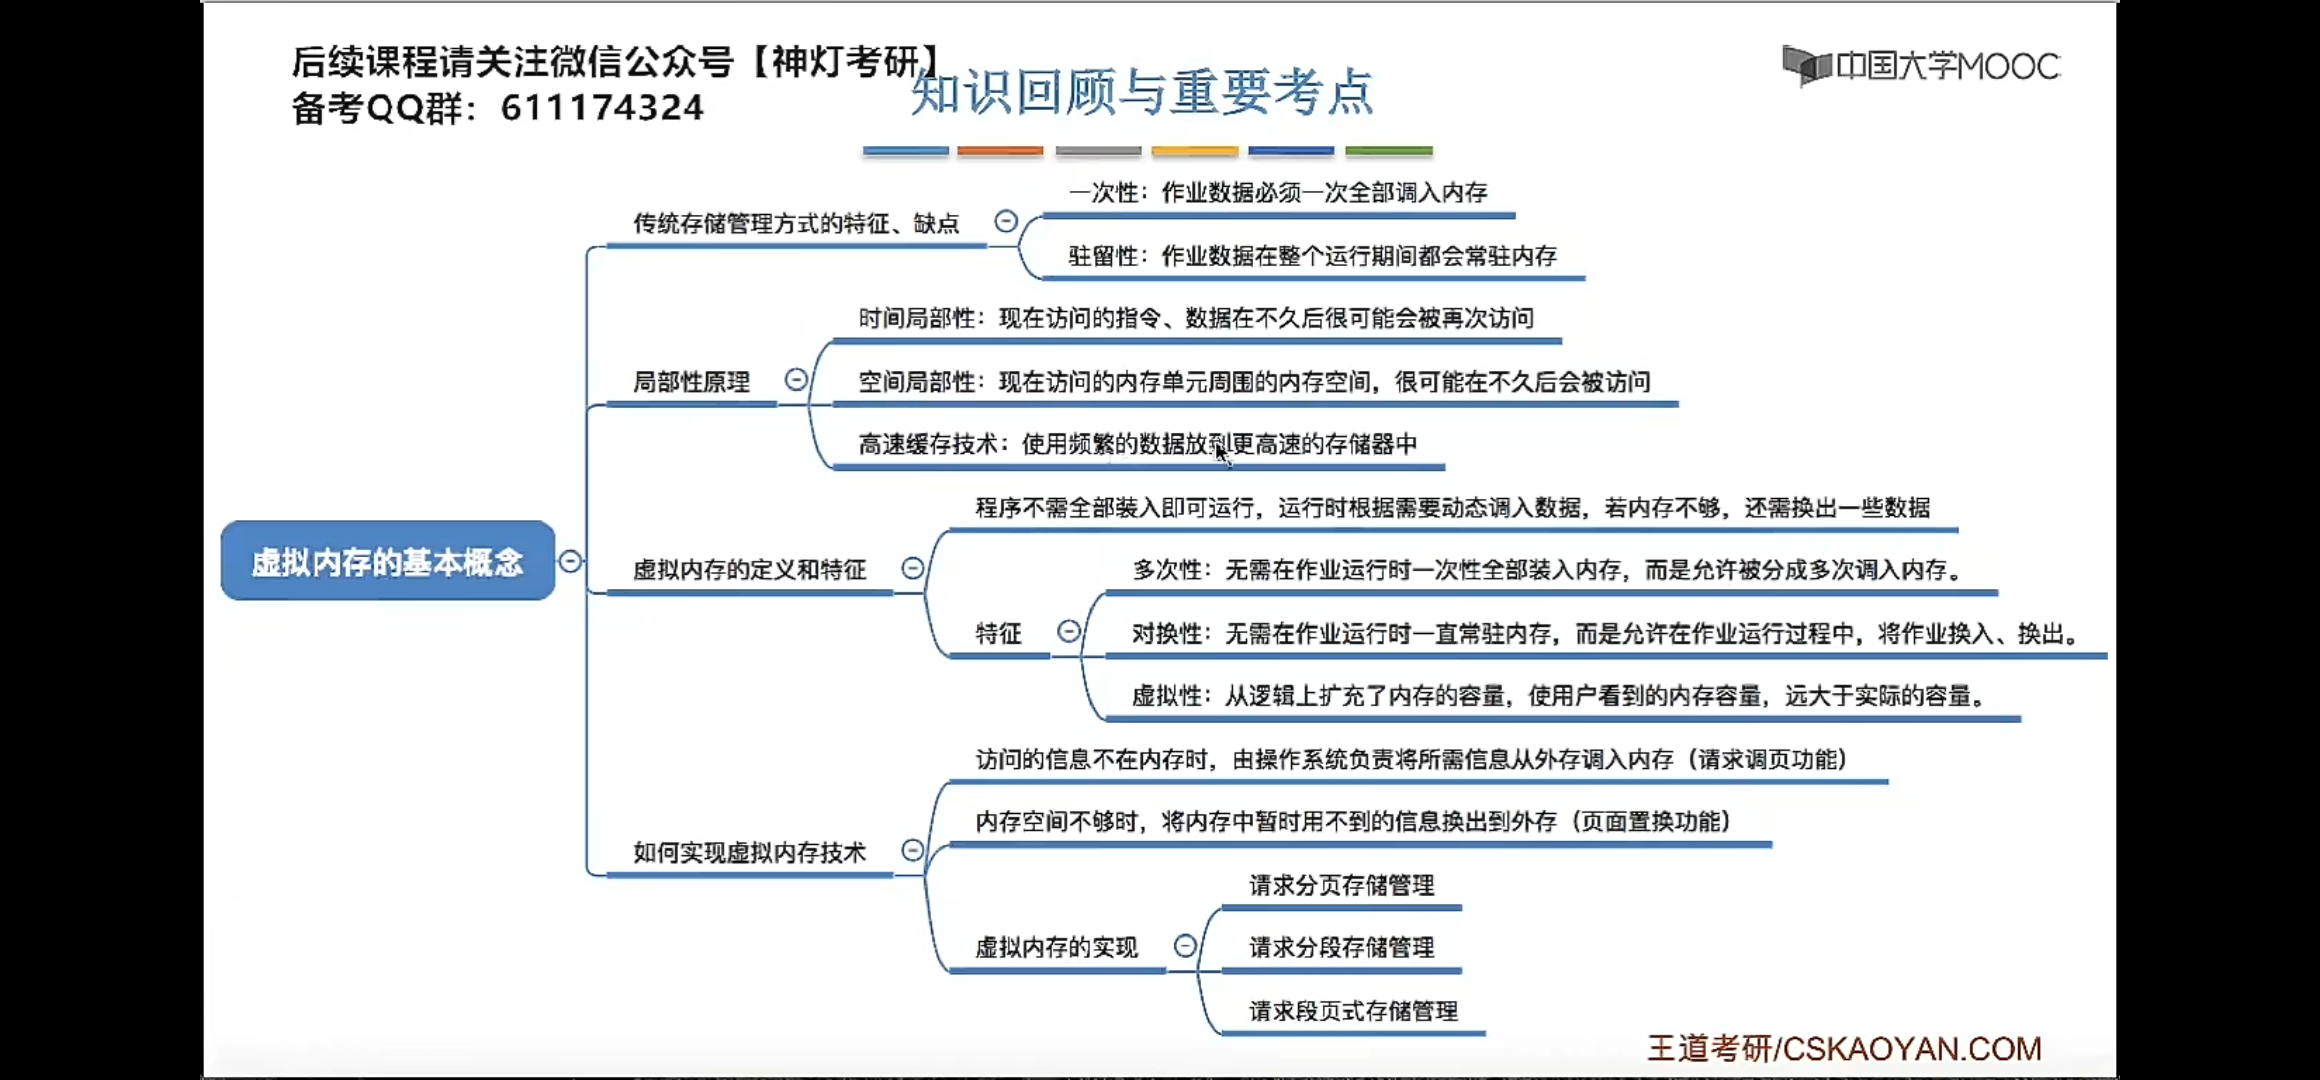 后续课程请关注微信公众号【神灯考研】
备考QQ群：611174324
知识回顾与重要考点
中国大学MOOC
虚拟内存的基本概念
传统存储管理方式的特征、缺点
一次性：作业数据必须一次全部调入内存
驻留性：作业数据在整个运行期间都会常驻内存
局部性原理
时间局部性：现在访问的指令、数据在不久后很可能会被再次访问
空间局部性：现在访问的内存单元周围的内存空间，很可能在不久后会被访问
高速缓存技术：使用频繁的数据放到更高速的存储器中
虚拟内存的定义和特征
程序不需全部装入即可运行，运行时根据需要动态调入数据，若内存不够，还需换出一些数据
特征
多次性：无需在作业运行时一次性全部装入内存，而是允许被分成多次调入内存。
对换性：无需在作业运行时一直常驻内存，而是允许在作业运行过程中，将作业换入、换出。
虚拟性：从逻辑上扩充了内存的容量，使用户看到的内存容量，远大于实际的容量。
如何实现虚拟内存技术
访问的信息不在内存时，由操作系统负责将所需信息从外存调入内存（请求调页功能）
内存空间不够时，将内存中暂时用不到的信息换出到外存（页面置换功能）
虚拟内存的实现
请求分页存储管理
请求分段存储管理
请求段页式存储管理
王道考研/CSKAOYAN.COM